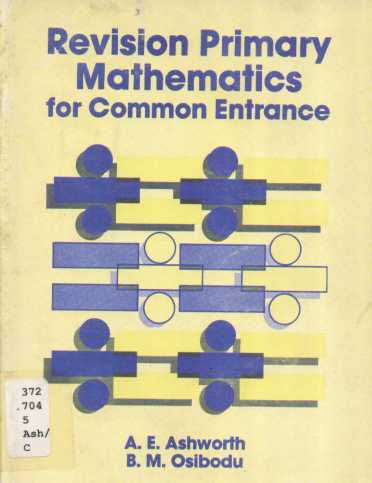 Revision Primary
Mathematics
for Common Entrance
372
.704
5
Ash/
C
A. E. Ashworth
B. M. Osibodu